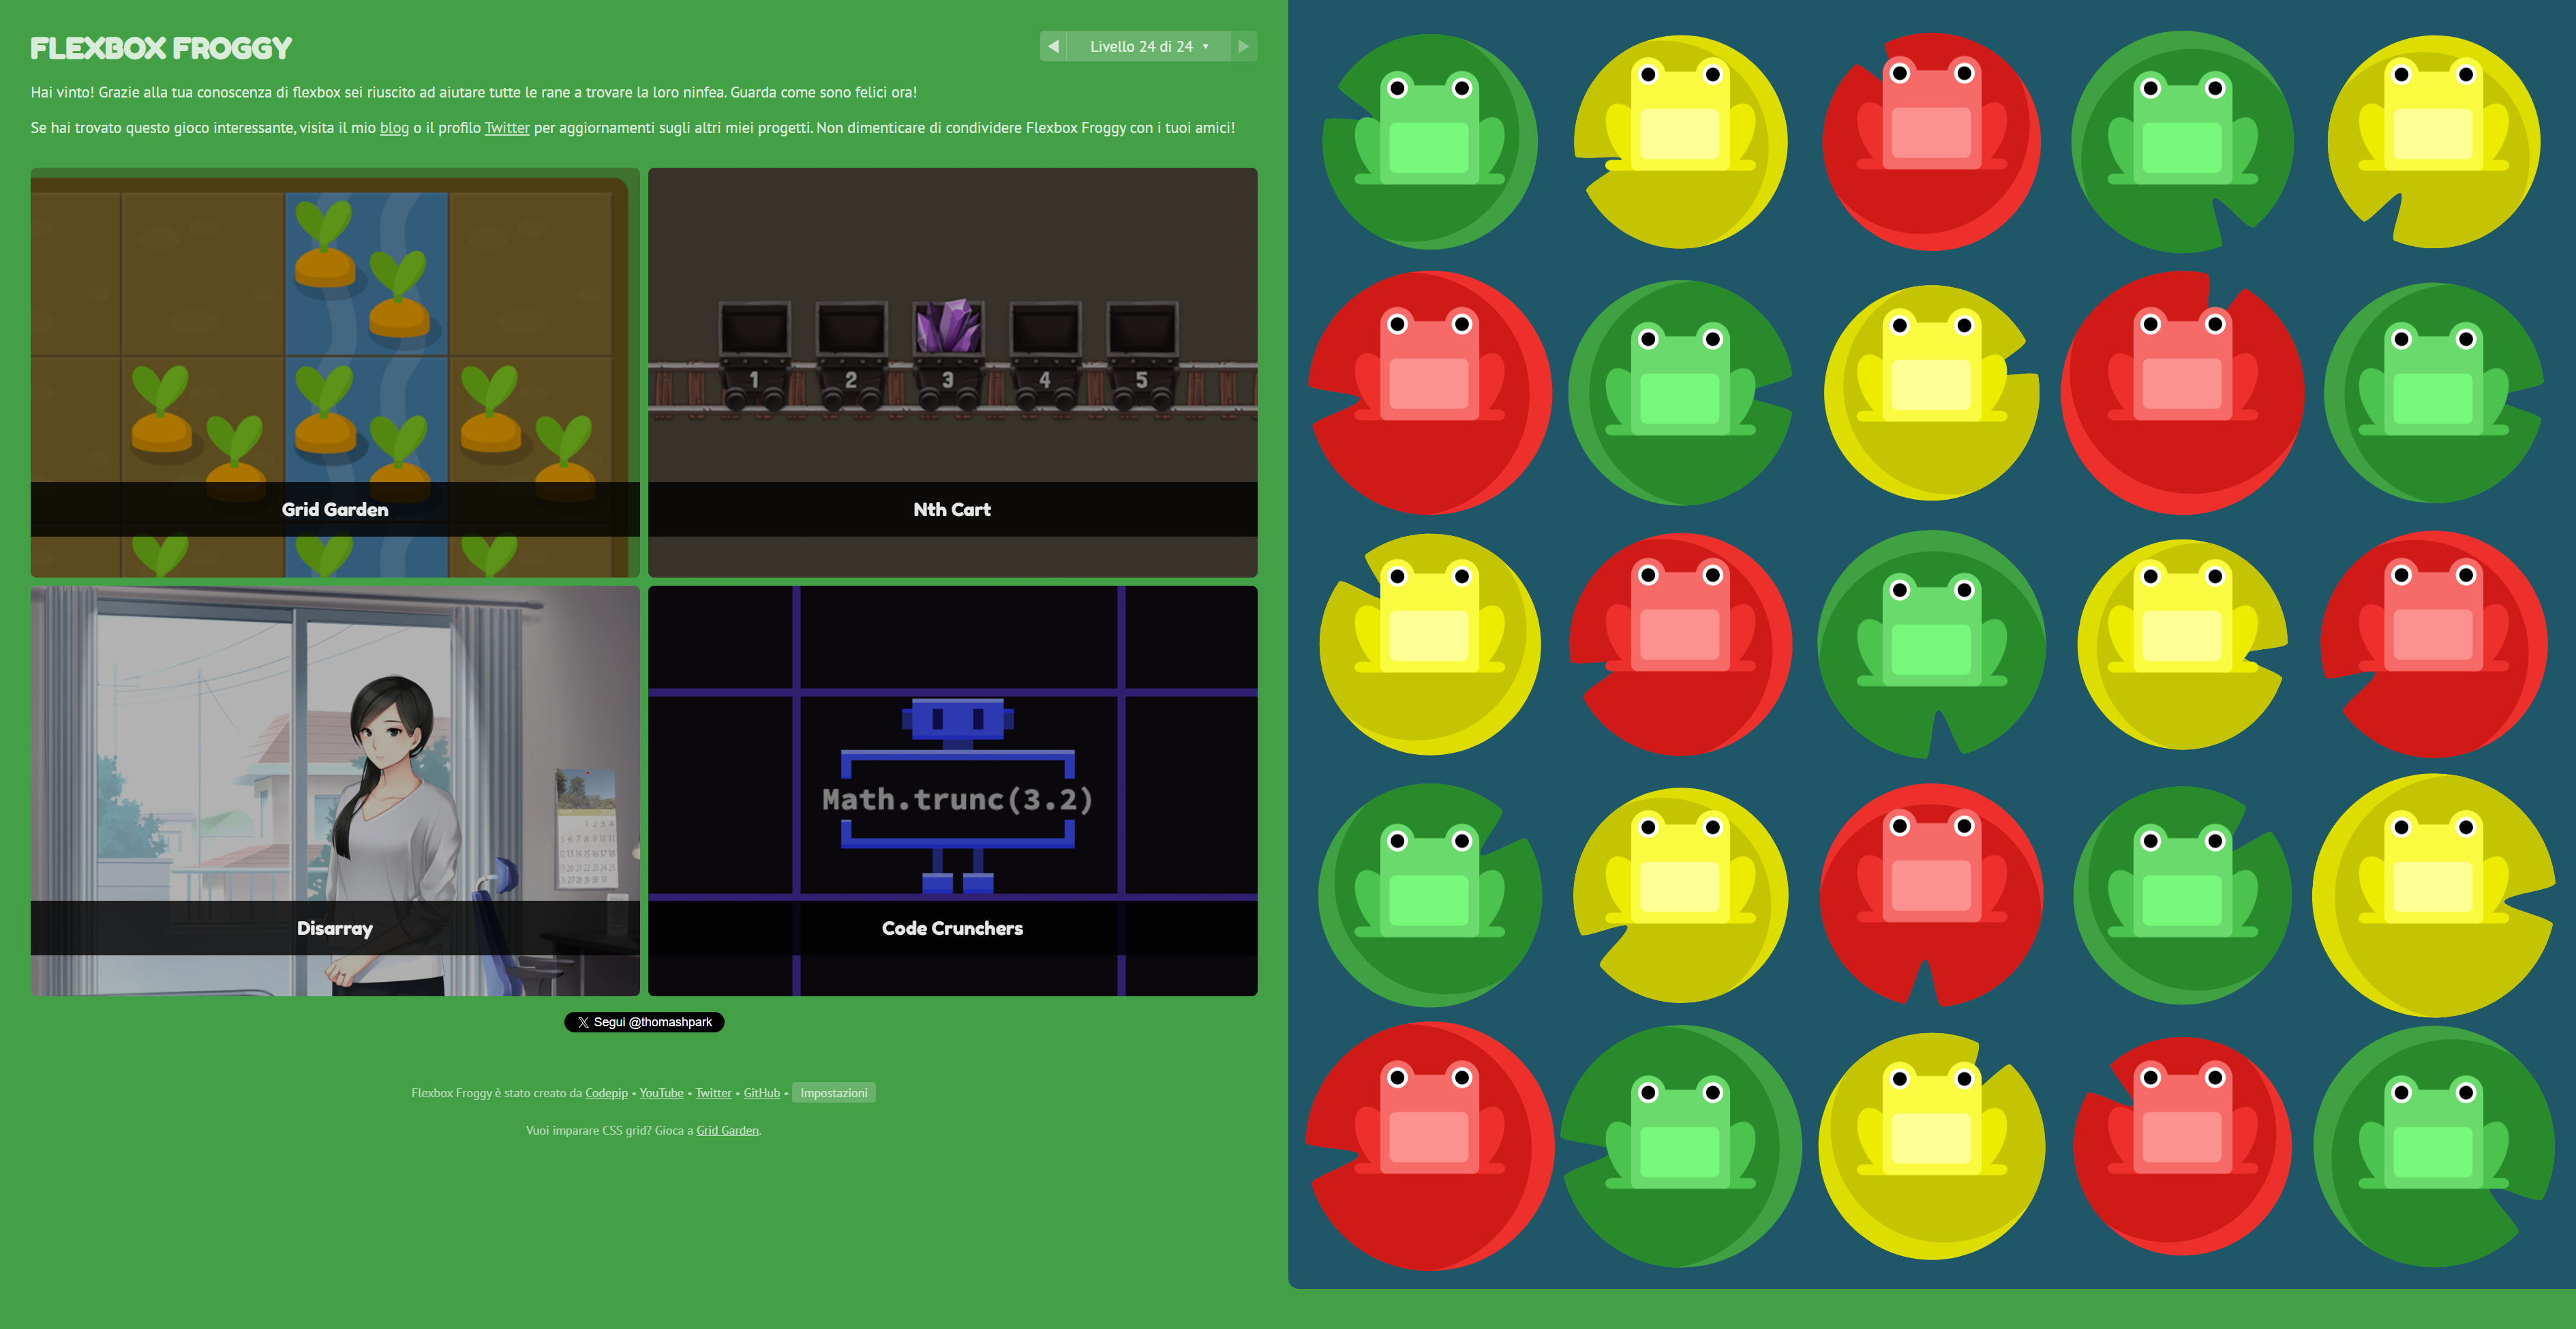 FLEXBOX FROGGY
Livello 24 di 24
Hai vinto! Grazie alla tua conoscenza di flexbox sei riuscito ad aiutare tutte le rane a trovare la loro ninfea. Guarda come sono felici ora!
Se hai trovato questo gioco interessante, visita il mio blog o il profilo Twitter per aggiornamenti sugli altri miei progetti. Non dimenticare di condividere Flexbox Froggy con i tuoi amici!
1 2 3 4 5
Grid Garden
Nth Cart
Math.trunc(3.2)
Disarray
Code Crunchers
Segui @thomashpark
Flexbox Froggy è stato creato da Codepip • YouTube • Twitter • GitHub • Impostazioni
Vuoi imparare CSS grid? Gioca a Grid Garden.